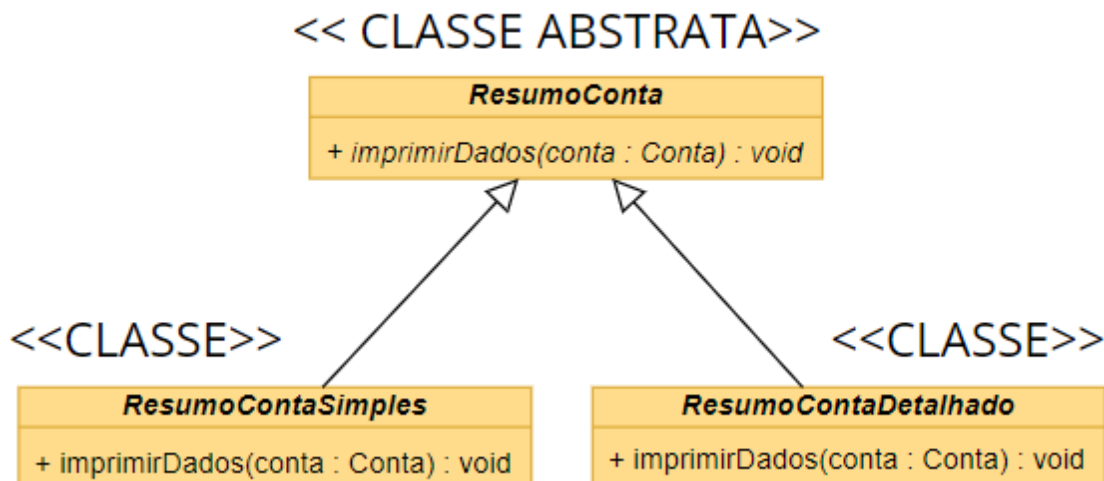 << CLASSE ABSTRATA>>
ResumoConta
+ imprimirDados(conta : Conta) : void
<<CLASSE>>
<<CLASSE>>
ResumoContaSimples
ResumoContaDetalhado
+ imprimirDados(conta : Conta) : void
+ imprimirDados(conta : Conta) : void